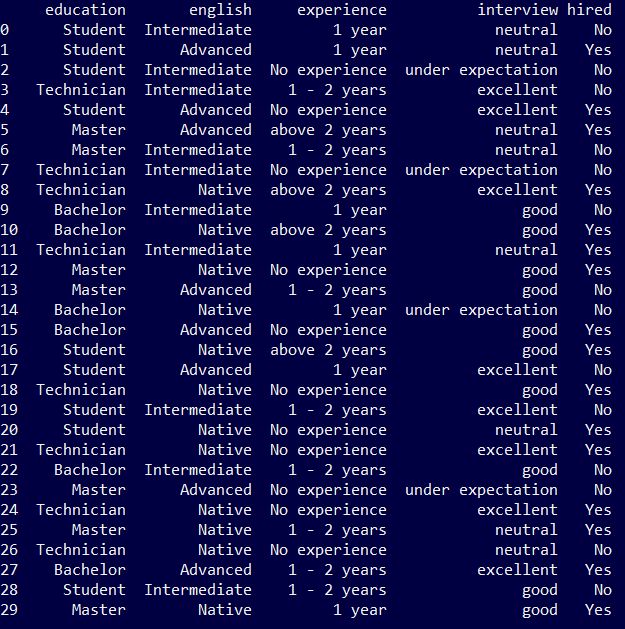 education english experience interview hired
0 Student Intermediate 1 year neutral No
1 Student Advanced 1 year neutral Yes
2 Student Intermediate No experience under expectation No
3 Technician Intermediate 1 - 2 years excellent No
4 Student Advanced No experience excellent Yes
5 Master Advanced above 2 years neutral Yes
6 Master Intermediate 1 - 2 years neutral No
7 Technician Intermediate No experience under expectation No
8 Technician Native above 2 years excellent Yes
9 Bachelor Intermediate 1 year good No
10 Bachelor Native above 2 years good Yes
11 Technician Intermediate 1 year neutral Yes
12 Master Native No experience good Yes
13 Master Advanced 1 - 2 years good No
14 Bachelor Native 1 year under expectation No
15 Bachelor Advanced No experience good Yes
16 Student Native above 2 years good Yes
17 Student Advanced 1 year excellent No
18 Technician Native No experience good Yes
19 Student Intermediate 1 - 2 years excellent No
20 Student Native No experience neutral Yes
21 Technician Native No experience excellent Yes
22 Bachelor Intermediate 1 - 2 years good No
23 Master Advanced No experience under expectation No
24 Technician Native No experience excellent Yes
25 Master Native 1 - 2 years neutral Yes
26 Technician Native No experience neutral No
27 Bachelor Advanced 1 - 2 years excellent Yes
28 Student Intermediate 1 - 2 years good No
29 Master Native 1 year good Yes